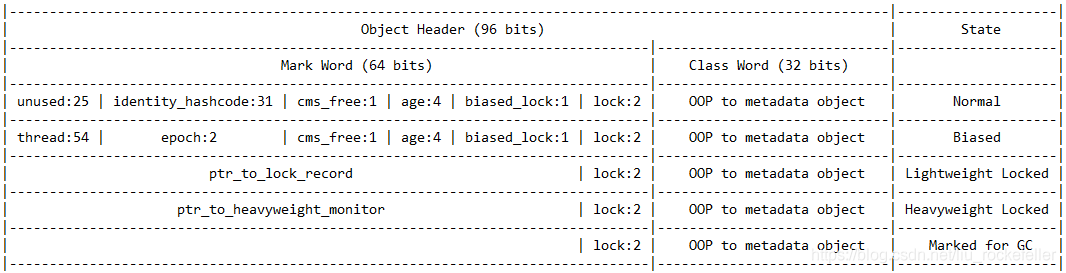 |--------------------------------------------------------------------------------------------------------------|--------------------|
| Object Header (96 bits) | State |
|--------------------------------------------------------------------------------|-----------------------------|--------------------|
| Mark Word (64 bits) | Class Word (32 bits) | |
|--------------------------------------------------------------------------------|-----------------------------|--------------------|
| unused:25 | identity_hashcode:31 | cms_free:1 | age:4 | biased_lock:1 | lock:2 | OOP to metadata object | Normal |
|--------------------------------------------------------------------------------|-----------------------------|--------------------|
| thread:54 | epoch:2 | cms_free:1 | age:4 | biased_lock:1 | lock:2 | OOP to metadata object | Biased |
|--------------------------------------------------------------------------------|-----------------------------|--------------------|
| ptr_to_lock_record | lock:2 | OOP to metadata object | Lightweight Locked |
|--------------------------------------------------------------------------------|-----------------------------|--------------------|
| ptr_to_heavyweight_monitor | lock:2 | OOP to metadata object | Heavyweight Locked |
|--------------------------------------------------------------------------------|-----------------------------|--------------------|
| | lock:2 | OOP to metadata object | Marked for GC |
|--------------------------------------------------------------------------------|-----------------------------|--------------------|